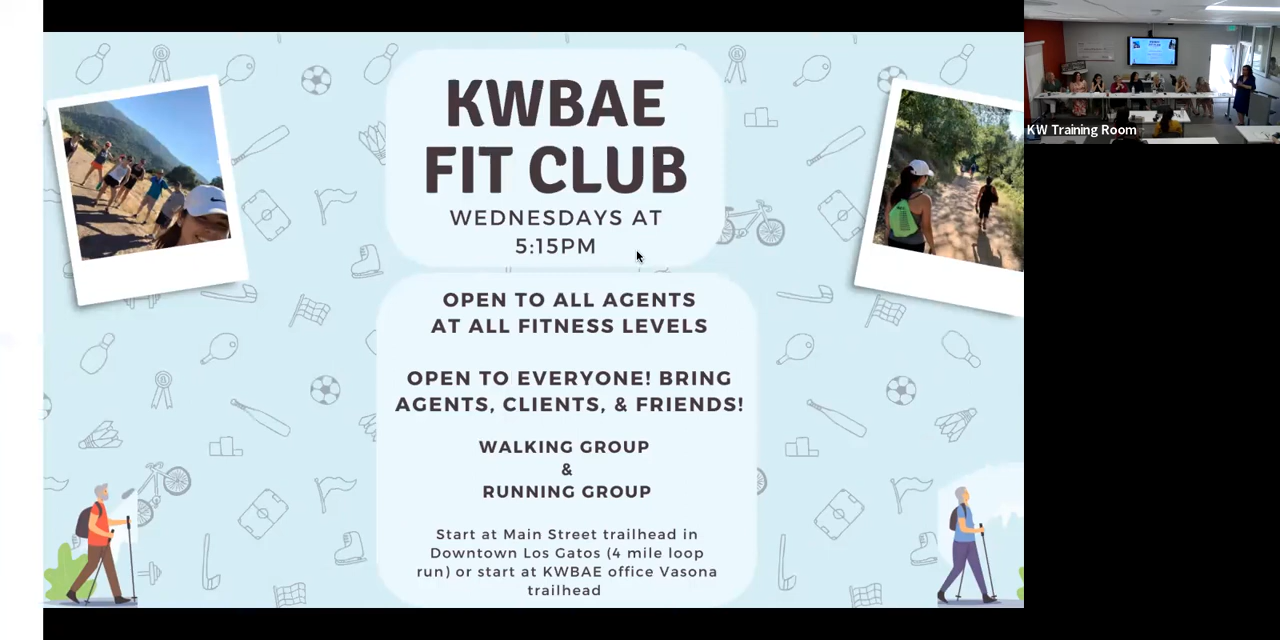 KWBAE
FIT CLUB
WEDNESDAYS AT
5:15PM
OPEN TO ALL AGENTS
AT ALL FITNESS LEVELS
OPEN TO EVERYONE! BRING
AGENTS, CLIENTS, & FRIENDS!
WALKING GROUP
&
RUNNING GROUP
Start at Main Street trailhead in
Downtown Los Gatos (4 mile loop
run) or start at KWBAE office Vasona
trailhead
KW Training Room